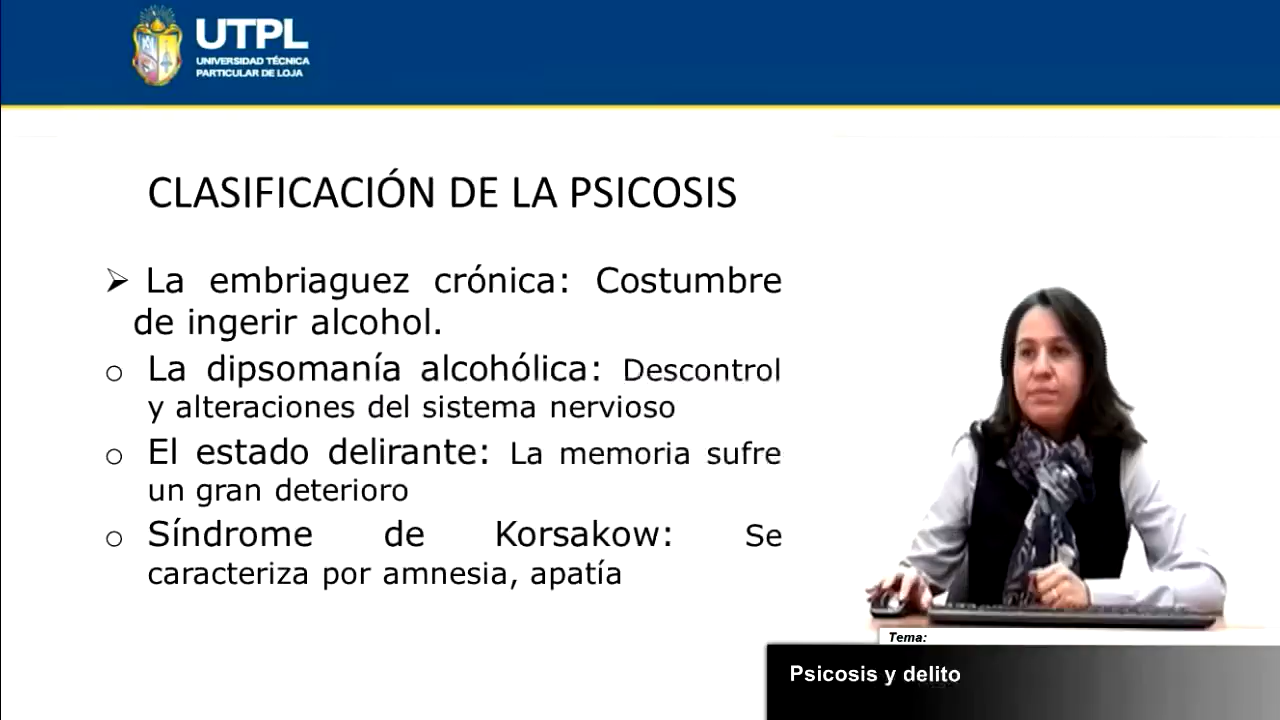 UTPL
UNIVERSIDAD TÉCNICA
PARTICULAR DE LOJA
CLASIFICACIÓN DE LA PSICOSIS
La embriaguez crónica: Costumbre
de ingerir alcohol.
o La dipsomanía alcohólica: Descontrol
y alteraciones del sistema nervioso
o El estado delirante: La memoria sufre
un gran deterioro
o Síndrome de Korsakow: Se
caracteriza por amnesia, apatía
Tema:
Psicosis y delito